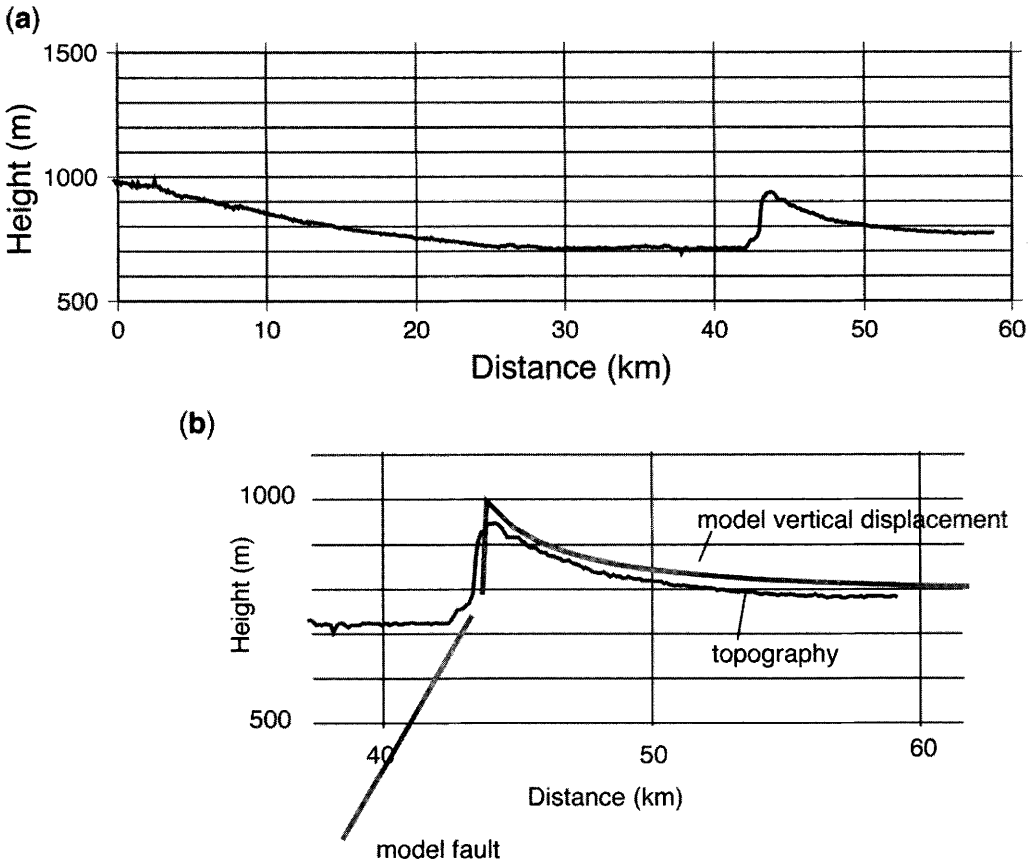 (a)
1500
1000
500
Height (m)
0 10 20 30 40 50 60
Distance (km)
(b)
1000
500
Height (m)
model vertical displacement
topography
40 50 60
Distance (km)
model fault